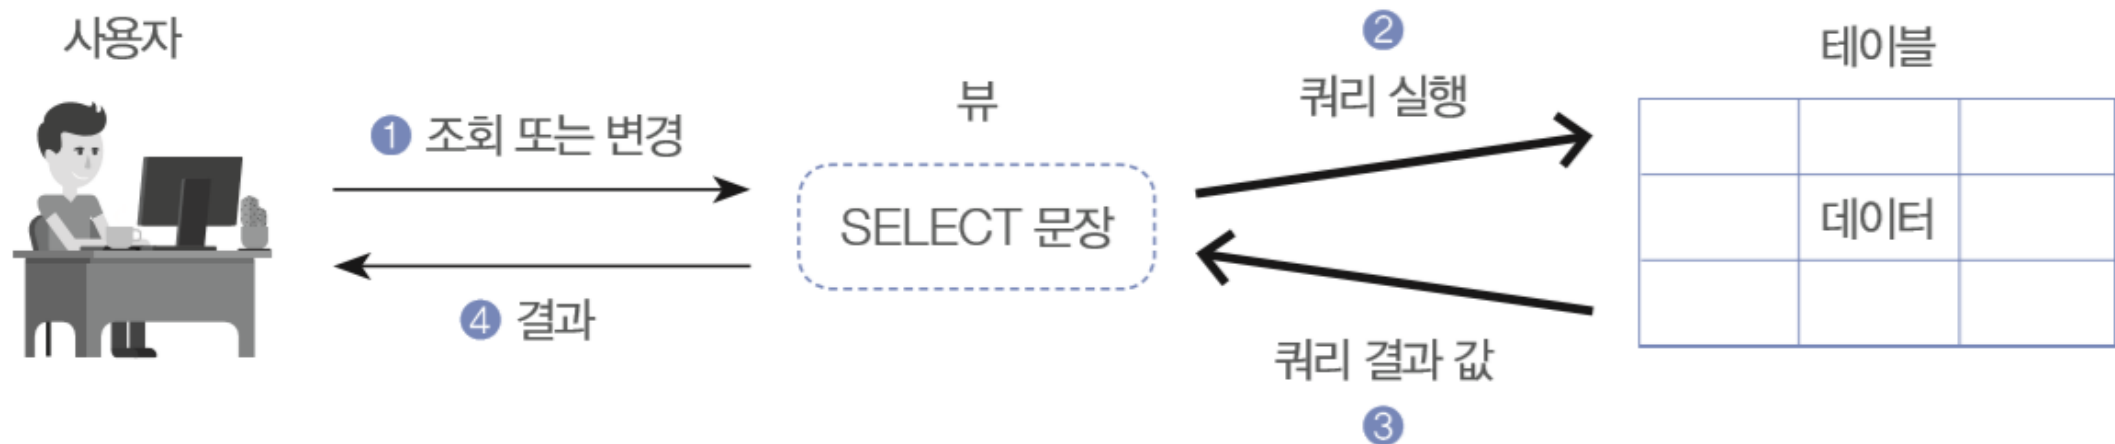 사용자
❶ 조회 또는 변경
❹ 결과
뷰
SELECT 문장
❷
쿼리 실행
쿼리 결과 값
❸
테이블
데이터